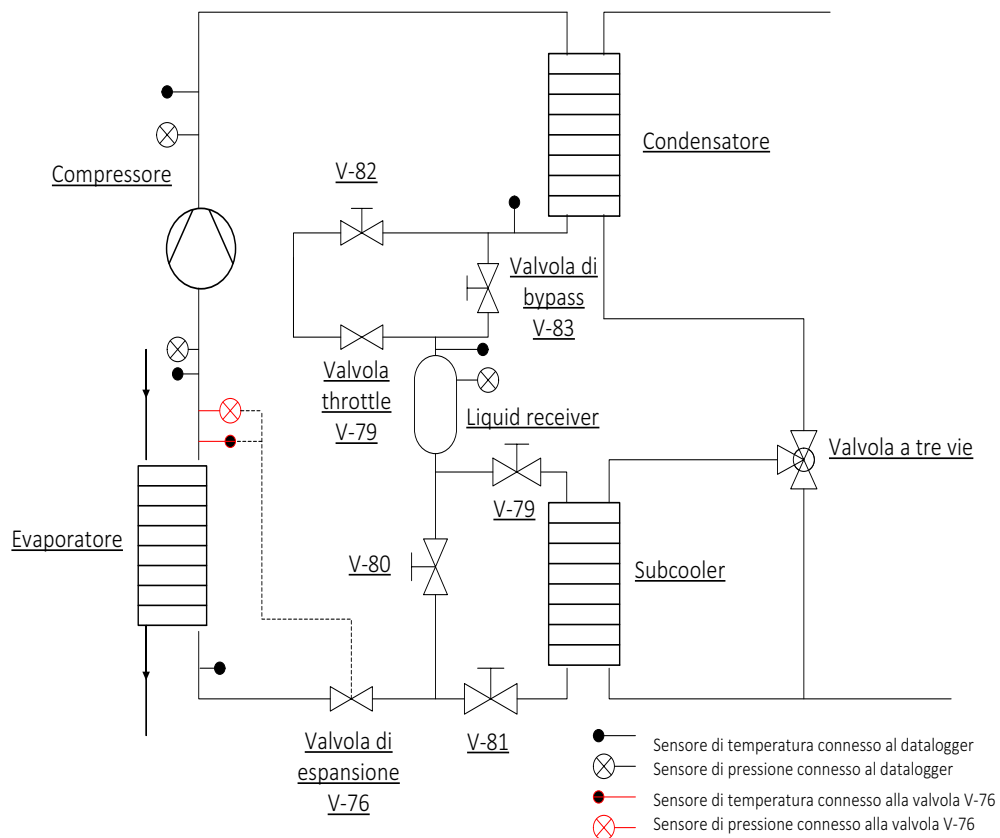 Compressore
V-82
Condensatore
Valvola di
bypass
V-83
Valvola
throttle
V-79
Liquid receiver
Valvola a tre vie
V-79
Evaporatore
V-80
Subcooler
Valvola di
espansione
V-76
V-81
Sensore di temperatura connesso al datalogger
Sensore di pressione connesso al datalogger
Sensore di temperatura connesso alla valvola V-76
Sensore di pressione connesso alla valvola V-76